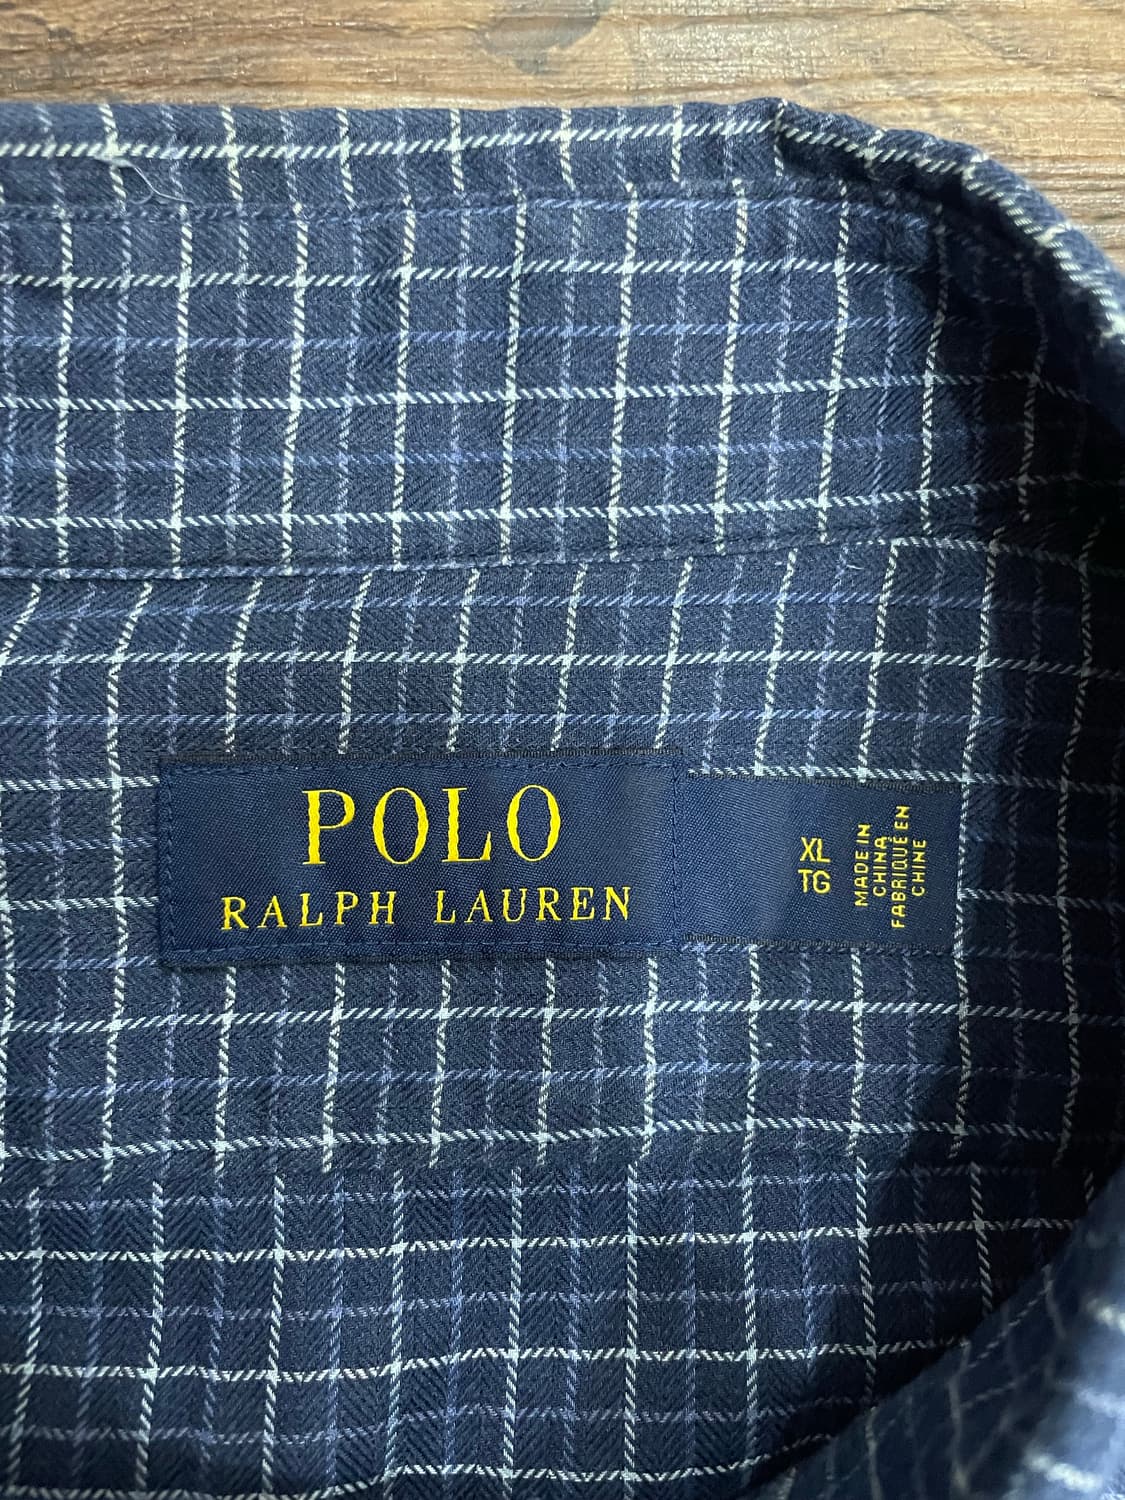 POLO
RALPH LAUREN
XL
TG
MADE IN
CHINA
FABRIQUÉ EN
CHINE